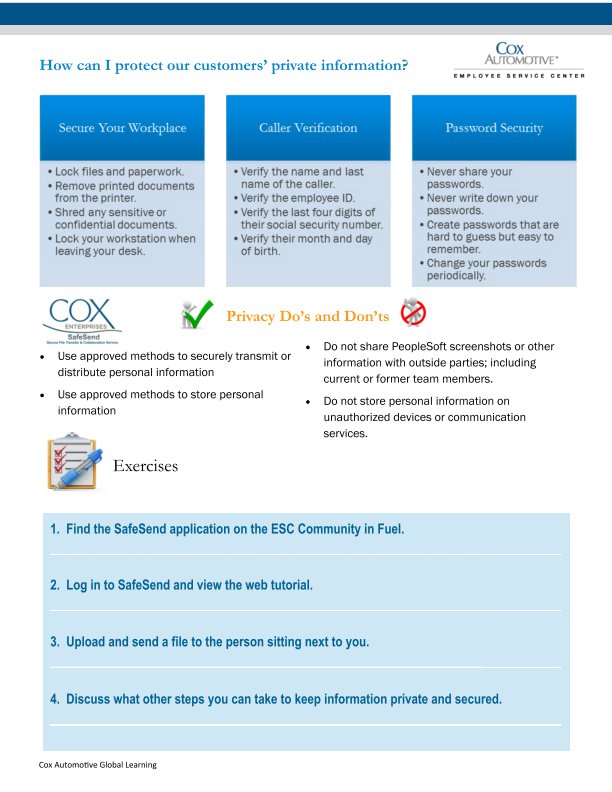 COX
AUTOMOTIVE™
EMPLOYEE SERVICE CENTER
How can I protect our customers' private information?
Secure Your Workplace
• Lock files and paperwork.
• Remove printed documents
from the printer.
• Shred any sensitive or
confidential documents.
• Lock your workstation when
leaving your desk.
Caller Verification
• Verify the name and last
name of the caller.
• Verify the employee ID.
• Verify the last four digits of
their social security number.
• Verify their month and day
of birth.
Password Security
• Never share your
passwords.
• Never write down your
passwords.
• Create passwords that are
hard to guess but easy to
remember.
• Change your passwords
periodically.
COX
ENTERPRISES
SafeSend
Secure File Transfer & Collaboration Service
Privacy Do's and Don'ts
• Use approved methods to securely transmit or
distribute personal information
• Use approved methods to store personal
information
• Do not share PeopleSoft screenshots or other
information with outside parties; including
current or former team members.
• Do not store personal information on
unauthorized devices or communication
services.
Exercises
1. Find the SafeSend application on the ESC Community in Fuel.
2. Log in to SafeSend and view the web tutorial.
3. Upload and send a file to the person sitting next to you.
4. Discuss what other steps you can take to keep information private and secured.
Cox Automotive Global Learning